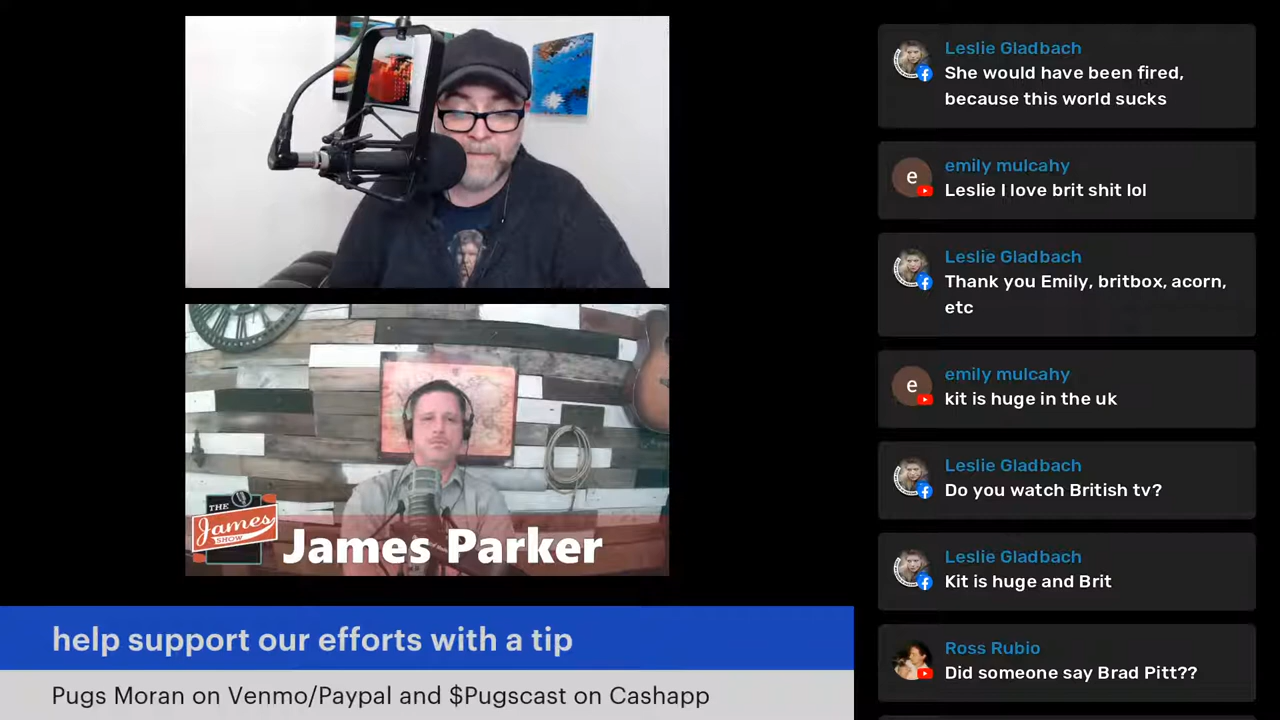 THE
James
SHOW
James Parker
help support our efforts with a tip
Pugs Moran on Venmo/Paypal and $Pugscast on Cashapp
Leslie Gladbach
She would have been fired,
because this world sucks
e
emily mulcahy
Leslie I love brit shit lol
Leslie Gladbach
Thank you Emily, britbox, acorn,
etc
e
emily mulcahy
kit is huge in the uk
Leslie Gladbach
Do you watch British tv?
Leslie Gladbach
Kit is huge and Brit
Ross Rubio
Did someone say Brad Pitt??